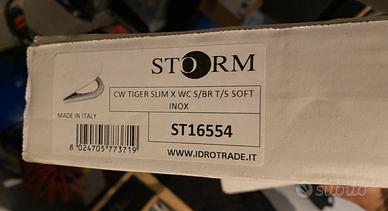 STORM
CW TIGER SLIM X WC S/BR T/S SOFT
INOX
MADE IN ITALY
ST16554
8 024705 773719
WWW.IDROTRADE.IT
subito